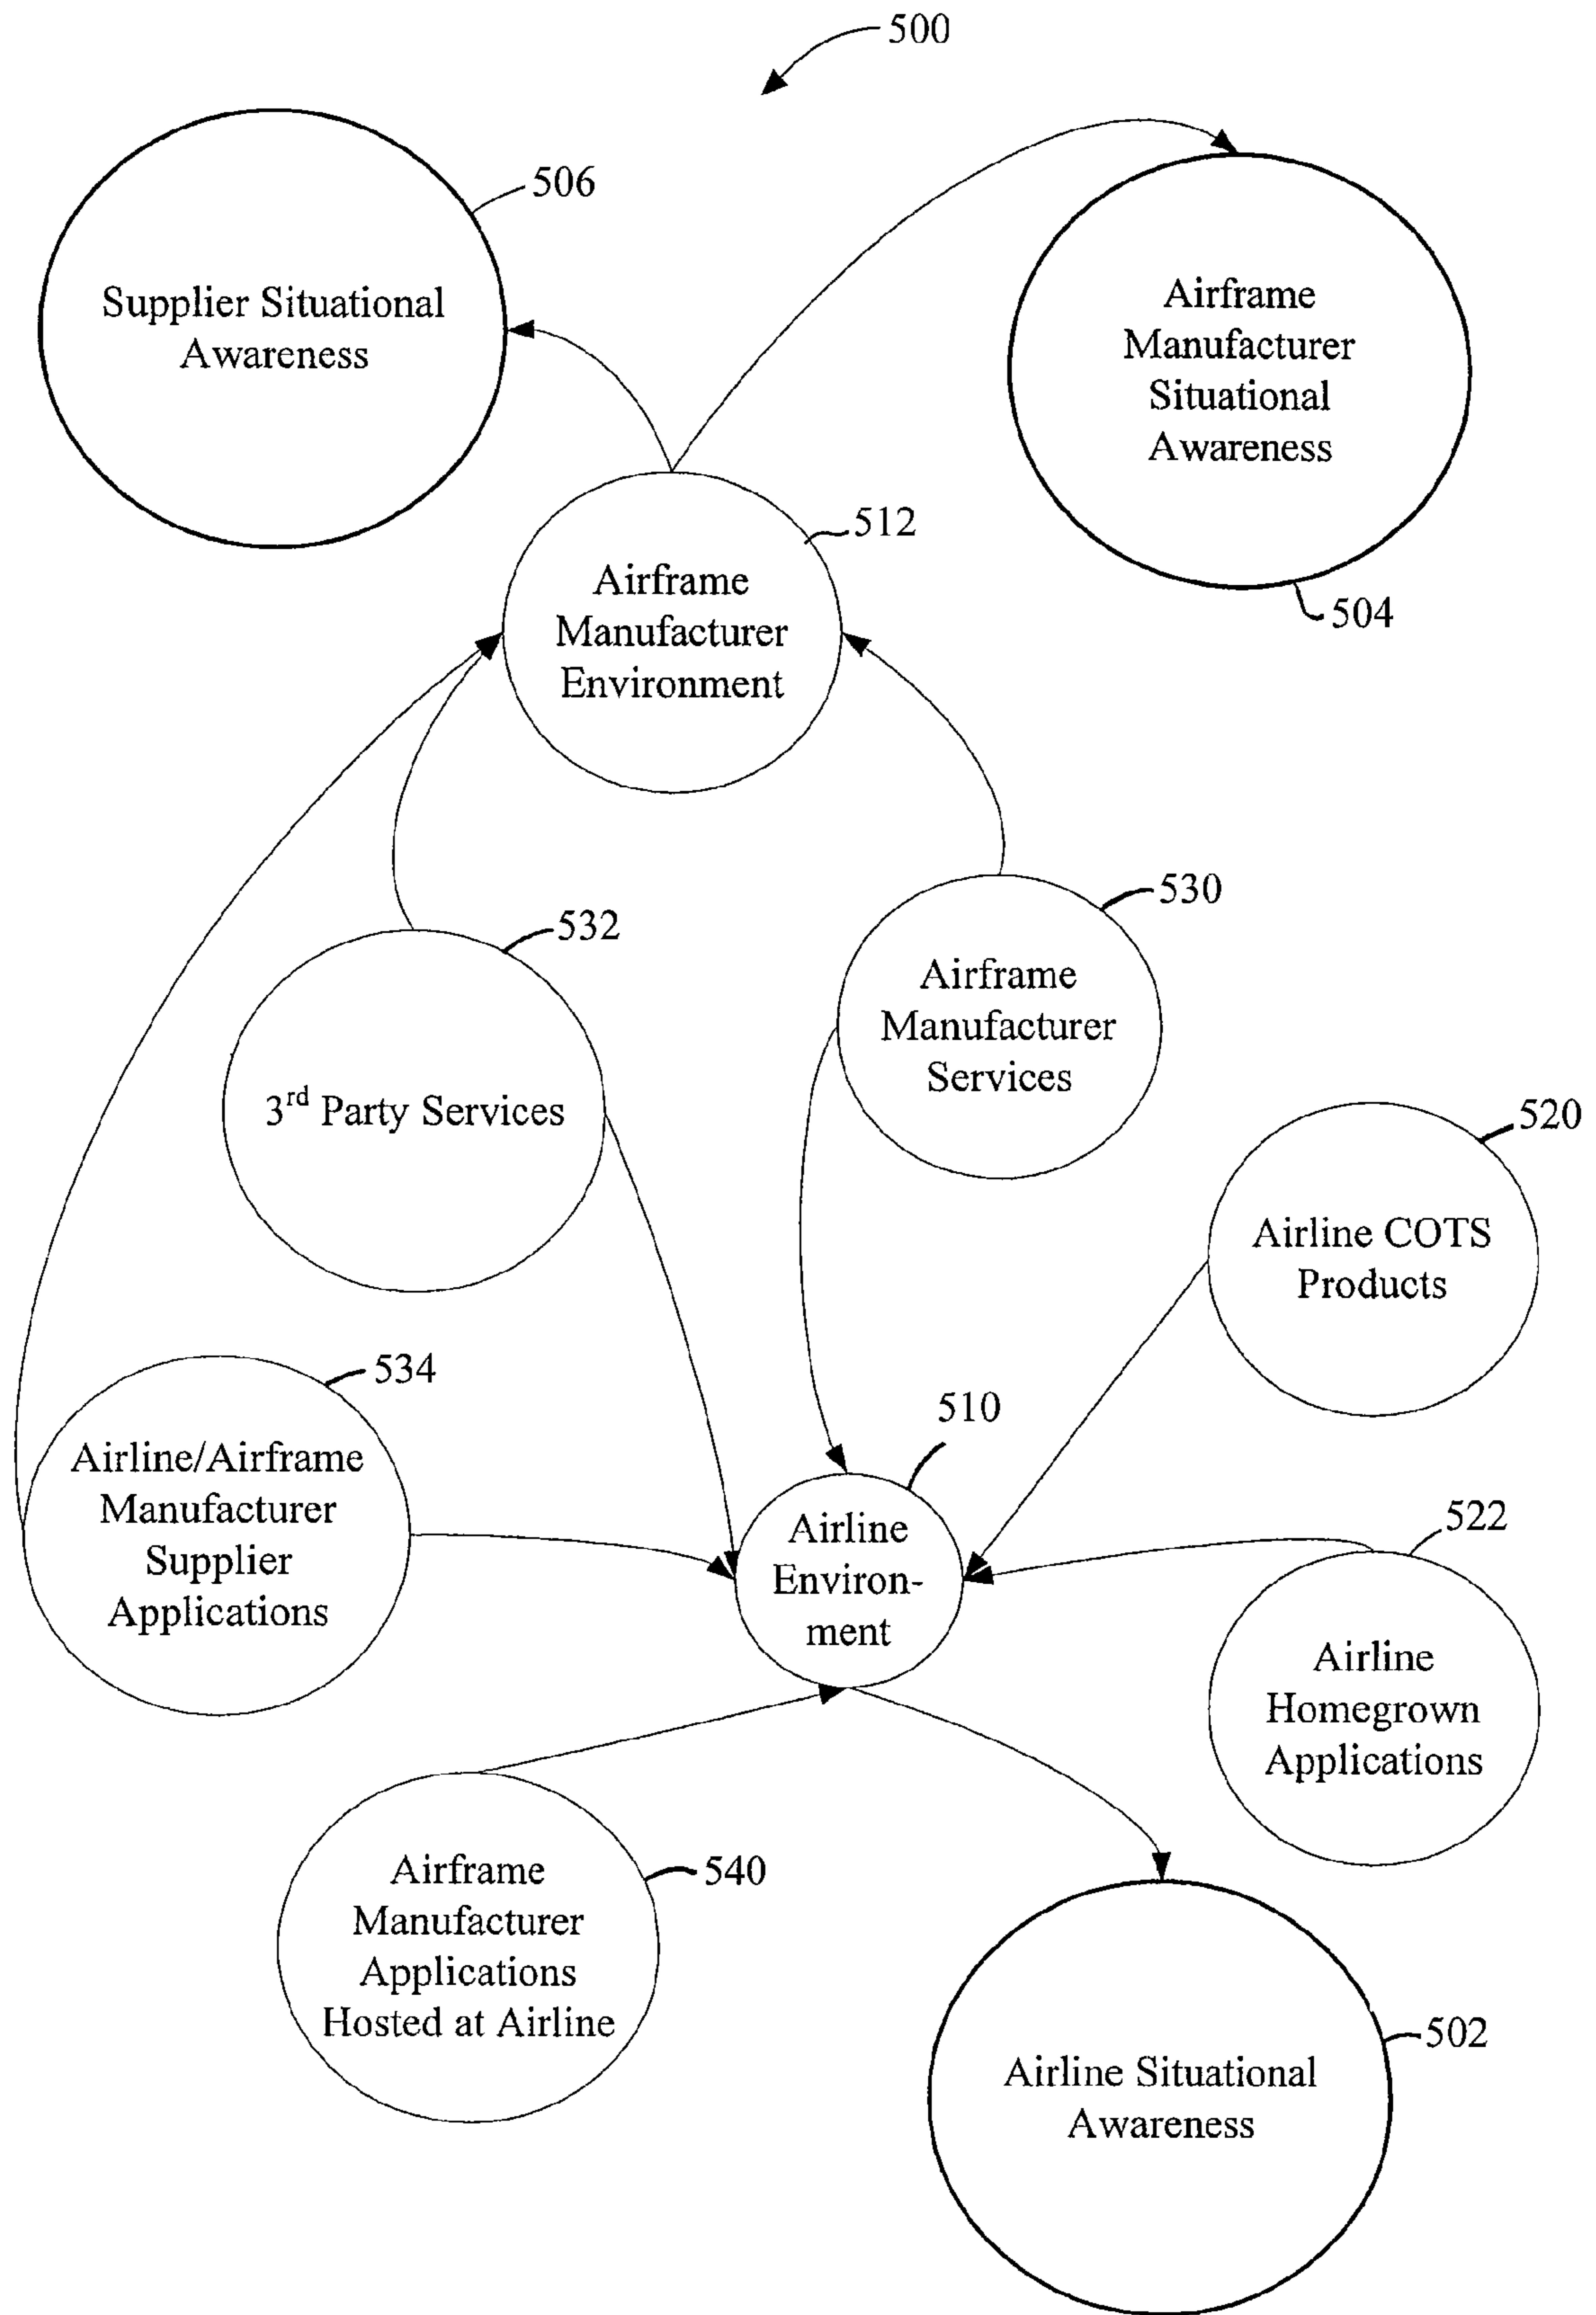 500
506
Supplier Situational
Awareness
Airframe
Manufacturer
Situational
Awareness
504
512
Airframe
Manufacturer
Environment
530
532
Airframe
Manufacturer
Services
3rd Party Services
520
Airline COTS
Products
534
Airline/Airframe
Manufacturer
Supplier
Applications
510
Airline
Environ-
ment
522
Airline
Homegrown
Applications
540
Airframe
Manufacturer
Applications
Hosted at Airline
502
Airline Situational
Awareness